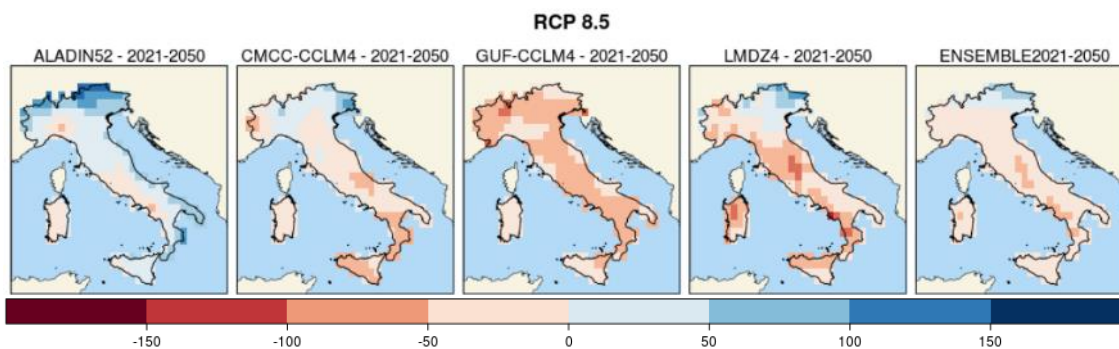 RCP 8.5
ALADIN52 - 2021-2050
CMCC-CCLM4 - 2021-2050
GUF-CCLM4 - 2021-2050
LMDZ4 - 2021-2050
ENSEMBLE2021-2050
-150
-100
-50
0
50
100
150